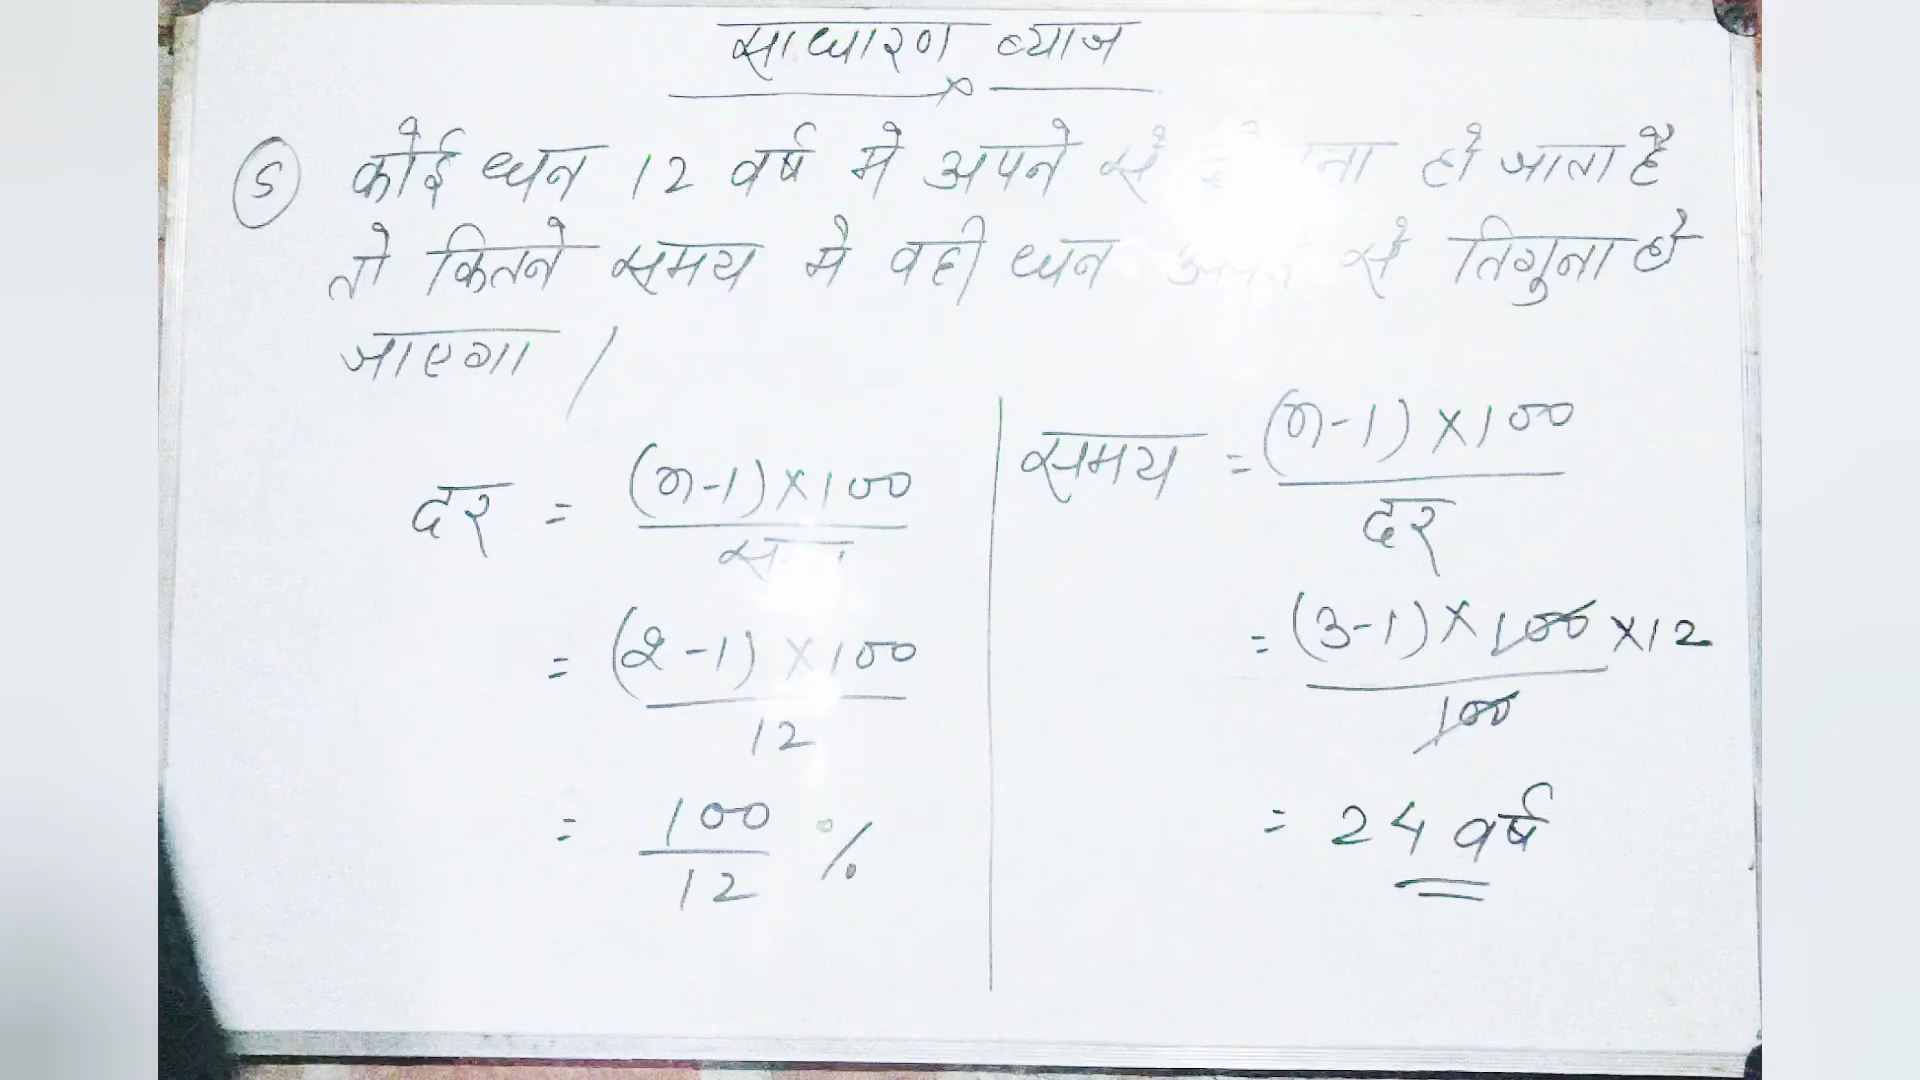 साधारण ब्याज
×
5 कोई धन 12 वर्ष मे अपने से हो जाता है
तो कितने समय मे वही धन से तिगुना हो
जाएगा /
दर = (n-1)×100
= (2-1)×100
12
= 100
12 %
समय = (n-1)×100
दर
= (3-1)×100×12
100
= 24 वर्ष